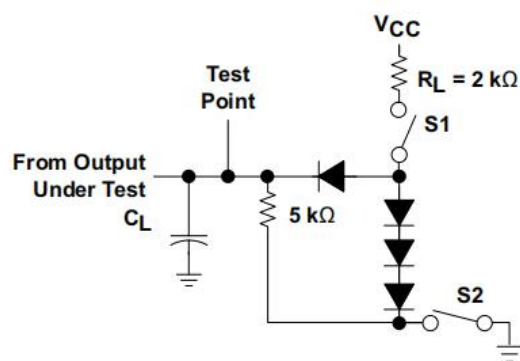 VCC
RL = 2 kΩ
Test
Point
S1
From Output
Under Test
CL
5 kΩ
S2